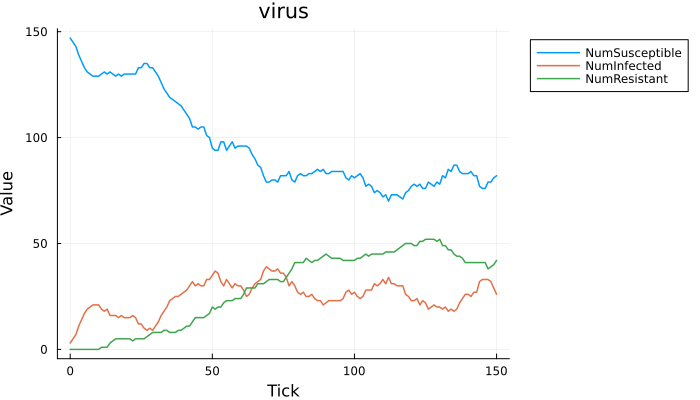 virus
150
100
50
0
Value
0 50 100 150
Tick
NumSusceptible
NumInfected
NumResistant